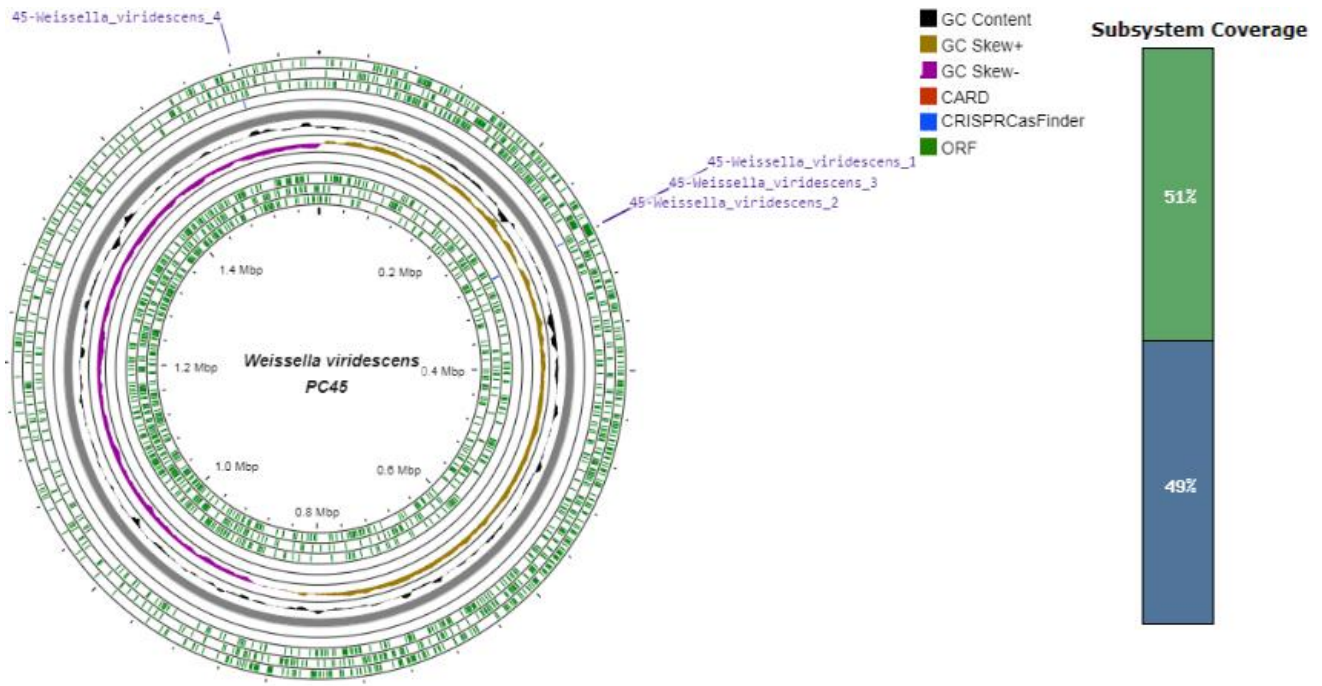 45-Weissella_viridescens_4
45-Weissella_viridescens_1
45-Weissella_viridescens_3
45-Weissella_viridescens_2
0.2 Mbp
0.4 Mbp
0.6 Mbp
0.8 Mbp
1.0 Mbp
1.2 Mbp
1.4 Mbp
Weissella viridescens
PC45
GC Content
GC Skew+
GC Skew-
CARD
CRISPRCasFinder
ORF
Subsystem Coverage
51%
49%